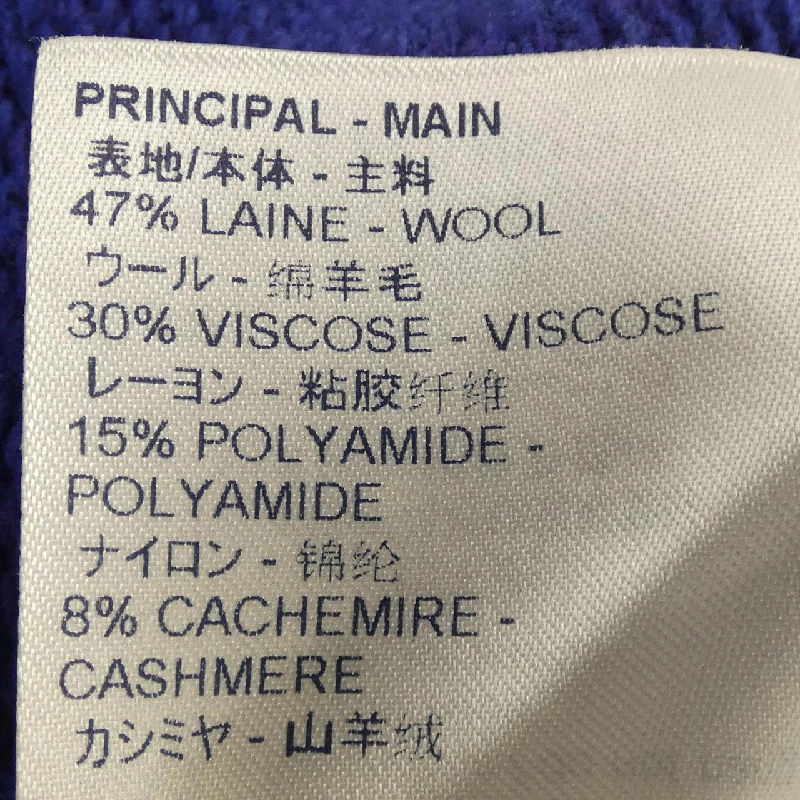 PRINCIPAL - MAIN
表地/本体 - 主料
47% LAINE - WOOL
ウール - 绵羊毛
30% VISCOSE - VISCOSE
レーヨン - 粘胶纤维
15% POLYAMIDE -
POLYAMIDE
ナイロン - 锦纶
8% CACHEMIRE -
CASHMERE
カシミヤ - 山羊绒